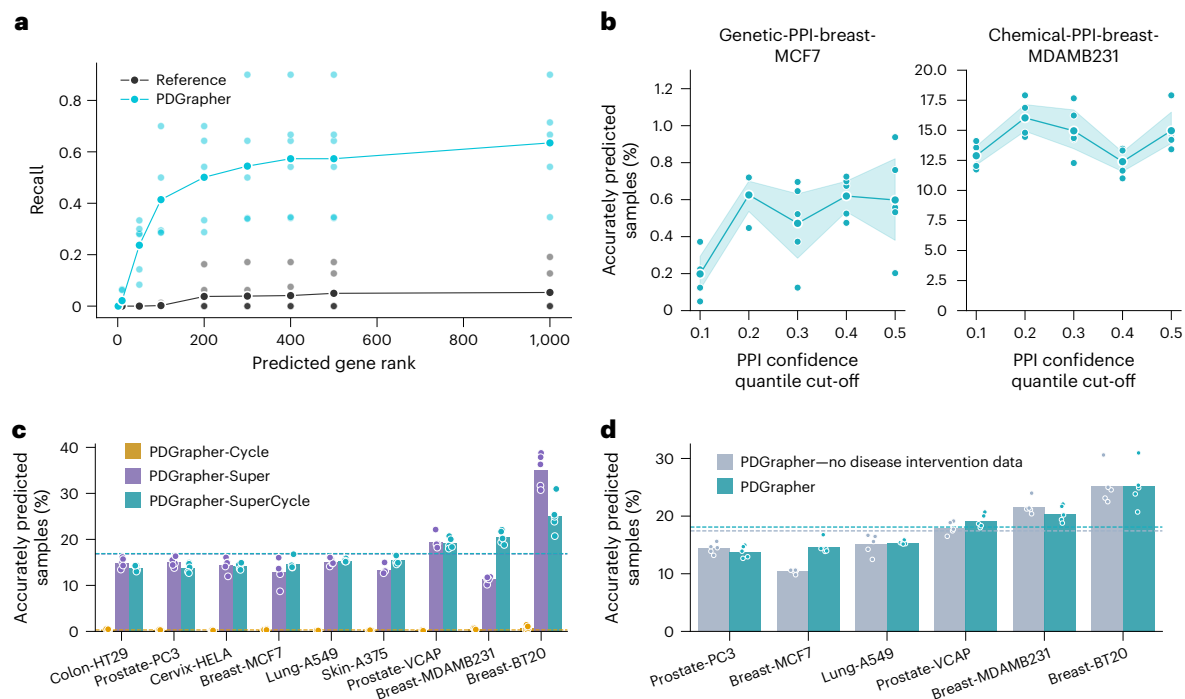 a
Reference
PDGrapher
0.8
0.6
0.4
0.2
0
Recall
0
200
400
600
800
1,000
Predicted gene rank
b
Genetic-PPI-breast-
MCF7
Accurately predicted
samples (%)
1.2
1.0
0.8
0.6
0.4
0.2
0
0.1
0.2
0.3
0.4
0.5
PPI confidence
quantile cut-off
Chemical-PPI-breast-
MDAMB231
20.0
17.5
15.0
12.5
10.0
7.5
5.0
2.5
0
0.1
0.2
0.3
0.4
0.5
PPI confidence
quantile cut-off
c
Accurately predicted
samples (%)
40
30
20
10
0
PDGrapher-Cycle
PDGrapher-Super
PDGrapher-SuperCycle
Colon-HT29
Prostate-PC3
Cervix-HELA
Breast-MCF7
Lung-A549
Skin-A375
Prostate-VCAP
Breast-MDAMB231
Breast-BT20
d
Accurately predicted
samples (%)
30
20
10
0
PDGrapher—no disease intervention data
PDGrapher
Prostate-PC3
Breast-MCF7
Lung-A549
Prostate-VCAP
Breast-MDAMB231
Breast-BT20